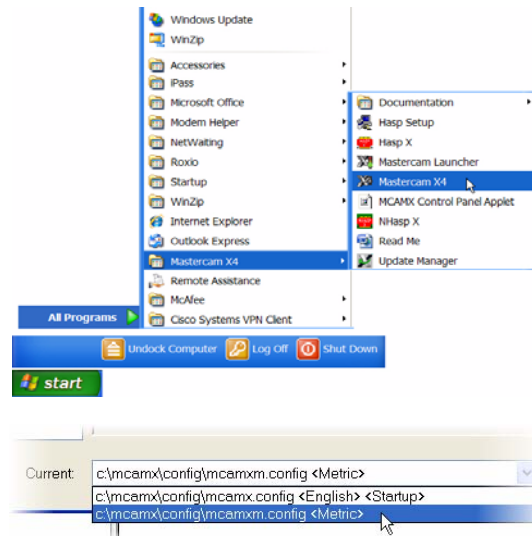 Windows Update
WinZip
Accessories
iPass
Microsoft Office
Modem Helper
NetWaiting
Roxio
Startup
WinZip
Internet Explorer
Outlook Express
Mastercam X4
Remote Assistance
McAfee
Cisco Systems VPN Client
Documentation
Hasp Setup
Hasp X
Mastercam Launcher
Mastercam X4
MCAMX Control Panel Applet
NHasp X
Read Me
Update Manager
All Programs
Undock Computer Log Off Shut Down
start
Current: c:\mcamx\config\mcamxm.config <Metric>
c:\mcamx\config\mcamx.config <English> <Startup>
c:\mcamx\config\mcamxm.config <Metric>